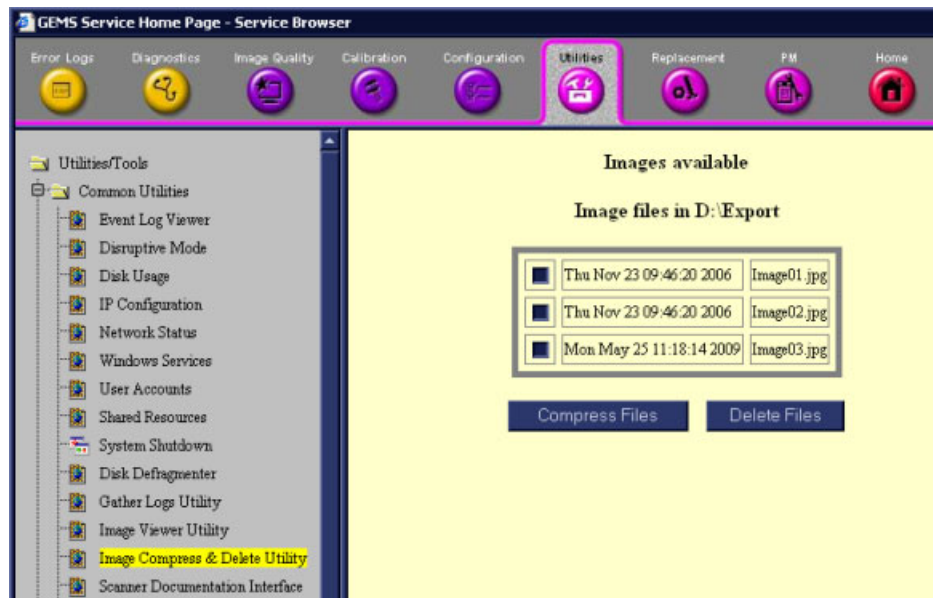 GEMS Service Home Page - Service Browser
Error Logs Diagnostics Image Quality Calibration Configuration Utilities Replacement PM Home
Utilities/Tools
Common Utilities
Event Log Viewer
Disruptive Mode
Disk Usage
IP Configuration
Network Status
Windows Services
User Accounts
Shared Resources
System Shutdown
Disk Defragmenter
Gather Logs Utility
Image Viewer Utility
Image Compress & Delete Utility
Scanner Documentation Interface
Images available
Image files in D:\Export
Thu Nov 23 09:46:20 2006 Image01.jpg
Thu Nov 23 09:46:20 2006 Image02.jpg
Mon May 25 11:18:14 2009 Image03.jpg
Compress Files Delete Files